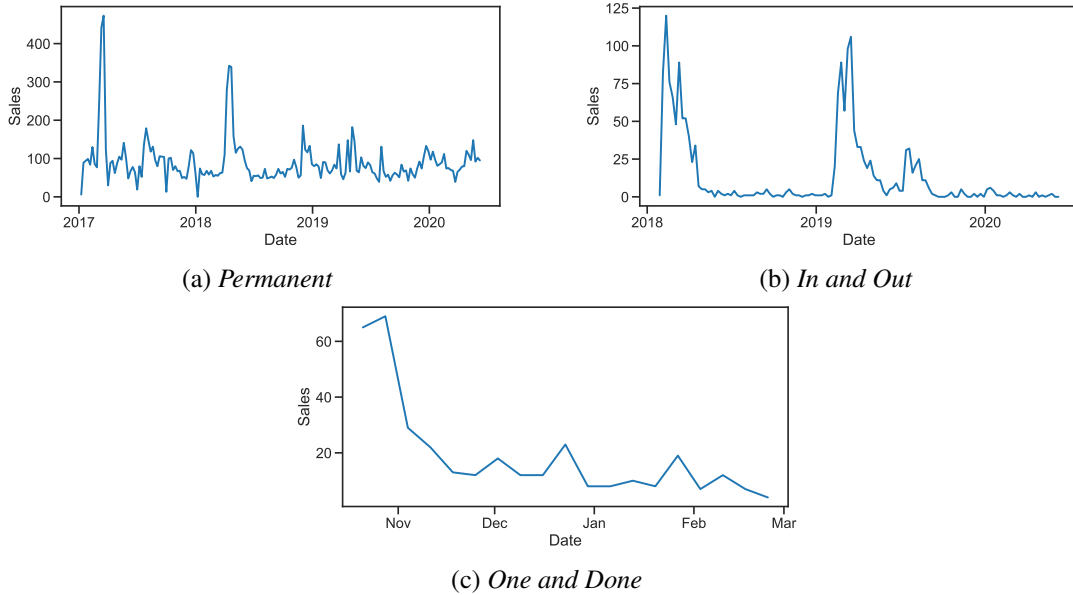 400
300
200
100
0
Sales
2017 2018 2019 2020
Date
(a) Permanent
125
100
75
50
25
0
Sales
2018 2019 2020
Date
(b) In and Out
60
40
20
Sales
Nov Dec Jan Feb Mar
Date
(c) One and Done